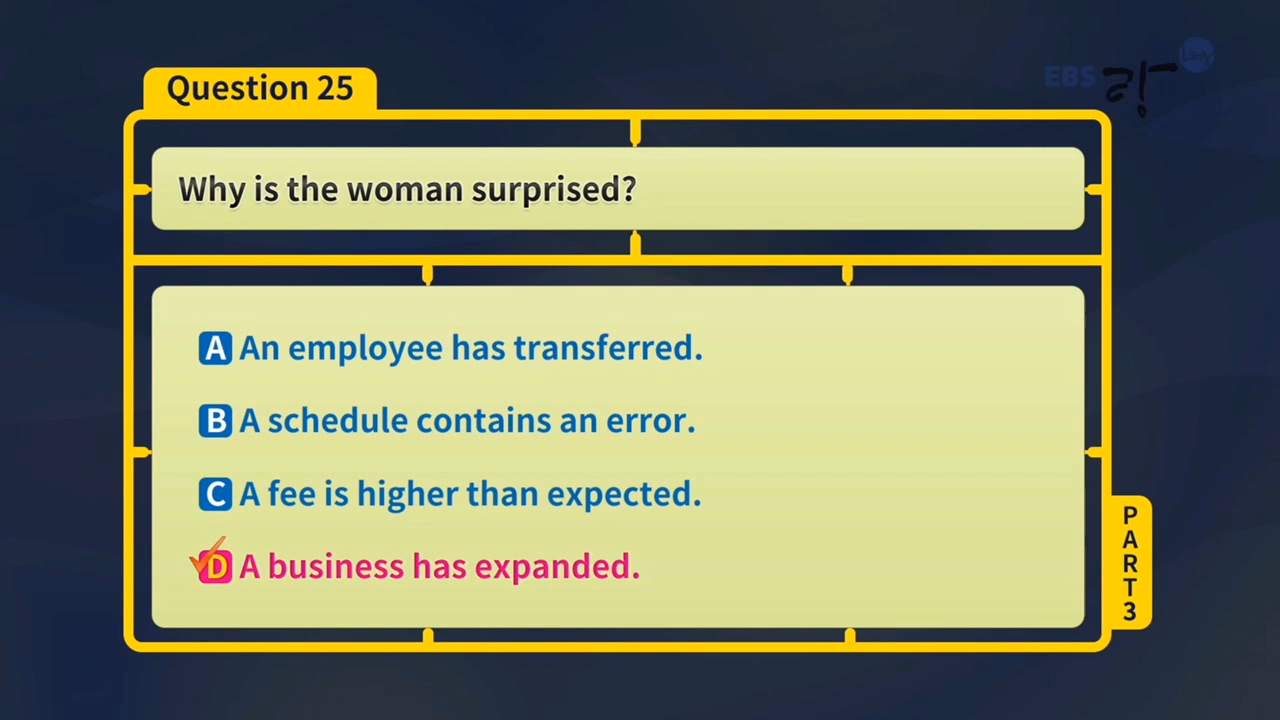 EBS 랑
Question 25
Why is the woman surprised?
A An employee has transferred.
B A schedule contains an error.
C A fee is higher than expected.
D A business has expanded.
PART3